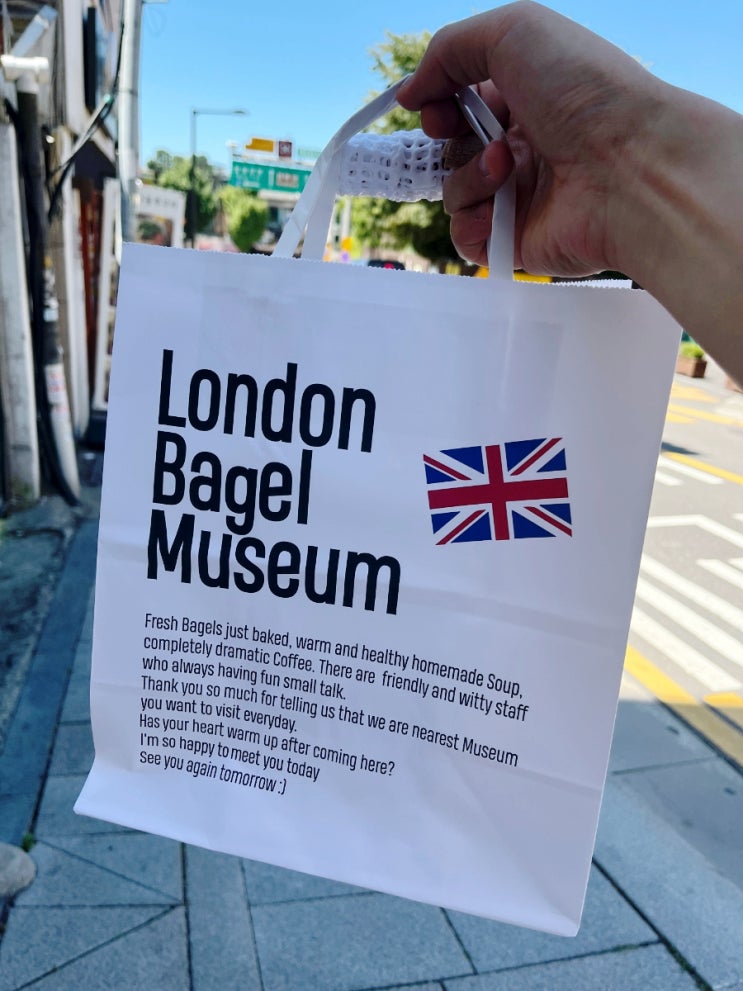 London
Bagel
Museum
Fresh Bagels just baked, warm and healthy homemade Soup,
completely dramatic Coffee. There are friendly and witty staff
who always having fun small talk.
Thank you so much for telling us that we are nearest Museum
you want to visit everyday.
Has your heart warm up after coming here?
I'm so happy to meet you today
See you again tomorrow :)